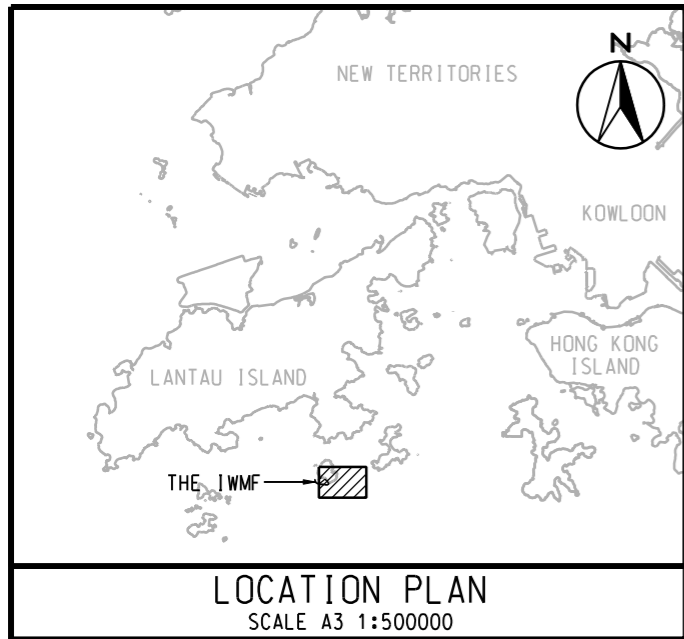 N
NEW TERRITORIES
KOWLOON
HONG KONG
ISLAND
LANTAU ISLAND
THE IWMF
LOCATION PLAN
SCALE A3 1:500000